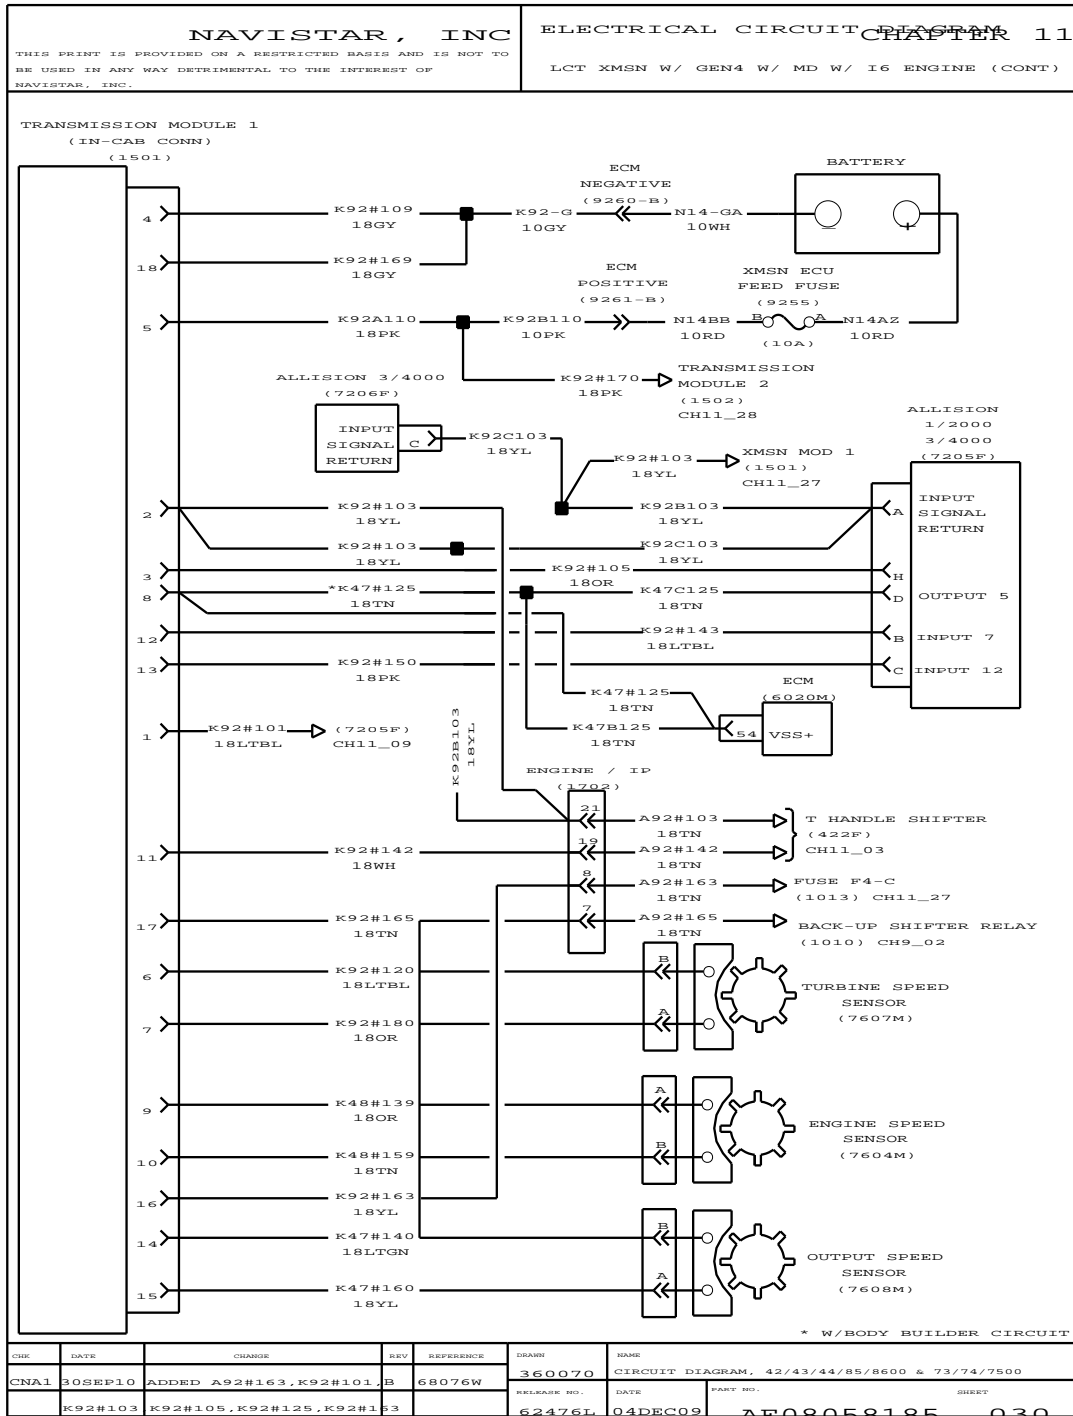 NAVISTAR, INC
THIS PRINT IS PROVIDED ON A RESTRICTED BASIS AND IS NOT TO
BE USED IN ANY WAY DETRIMENTAL TO THE INTEREST OF
NAVISTAR, INC.
ELECTRICAL CIRCUIT DIAGRAM
CHAPTER 11
LCT XMSN W/ GEN4 W/ MD W/ I6 ENGINE (CONT)
TRANSMISSION MODULE 1
(IN-CAB CONN)
(1501)
4
K92#109
18GY
K92-G
10GY
ECM
NEGATIVE
(9260-B)
N14-GA
10WH
BATTERY
18
K92#169
18GY
5
K92A110
18PK
K92B110
10PK
ECM
POSITIVE
(9261-B)
N14BB
10RD
XMSN ECU
FEED FUSE
(9255)
B
A
(10A)
N14AZ
10RD
K92#170
18PK
TRANSMISSION
MODULE 2
(1502)
CH11_28
ALLISION 3/4000
(7206F)
INPUT
SIGNAL
RETURN
C
K92C103
18YL
K92#103
18YL
XMSN MOD 1
(1501)
CH11_27
ALLISION
1/2000
3/4000
(7205F)
2
K92#103
18YL
K92B103
18YL
A
INPUT
SIGNAL
RETURN
K92#103
18YL
K92C103
18YL
3
K92#105
18OR
H
8
*K47#125
18TN
K47C125
18TN
D
OUTPUT 5
12
K92#143
18LTBL
B
INPUT 7
13
K92#150
18PK
C
INPUT 12
K47#125
18TN
K47B125
18TN
ECM
(6020M)
54
VSS+
1
K92#101
18LTBL
(7205F)
CH11_09
K92B103
18YL
ENGINE / IP
(1702)
21
A92#103
18TN
T HANDLE SHIFTER
(422F)
CH11_03
11
K92#142
18WH
19
A92#142
18TN
8
A92#163
18TN
FUSE F4-C
(1013) CH11_27
17
K92#165
18TN
7
A92#165
18TN
BACK-UP SHIFTER RELAY
(1010) CH9_02
6
K92#120
18LTBL
B
TURBINE SPEED
SENSOR
(7607M)
7
K92#180
18OR
A
9
K48#139
18OR
A
ENGINE SPEED
SENSOR
(7604M)
10
K48#159
18TN
B
16
K92#163
18YL
14
K47#140
18LTGN
B
OUTPUT SPEED
SENSOR
(7608M)
15
K47#160
18YL
A
* W/BODY BUILDER CIRCUIT
CHK DATE CHANGE REV REFERENCE
CNA1 30SEP10 ADDED A92#163,K92#101, B 68076W
K92#103 K92#105,K92#125,K92#163
DRAWN
360070
NAME
CIRCUIT DIAGRAM, 42/43/44/85/8600 & 73/74/7500
RELEASE NO.
62476L
DATE
04DEC09
PART NO.
AF08058185
SHEET
030